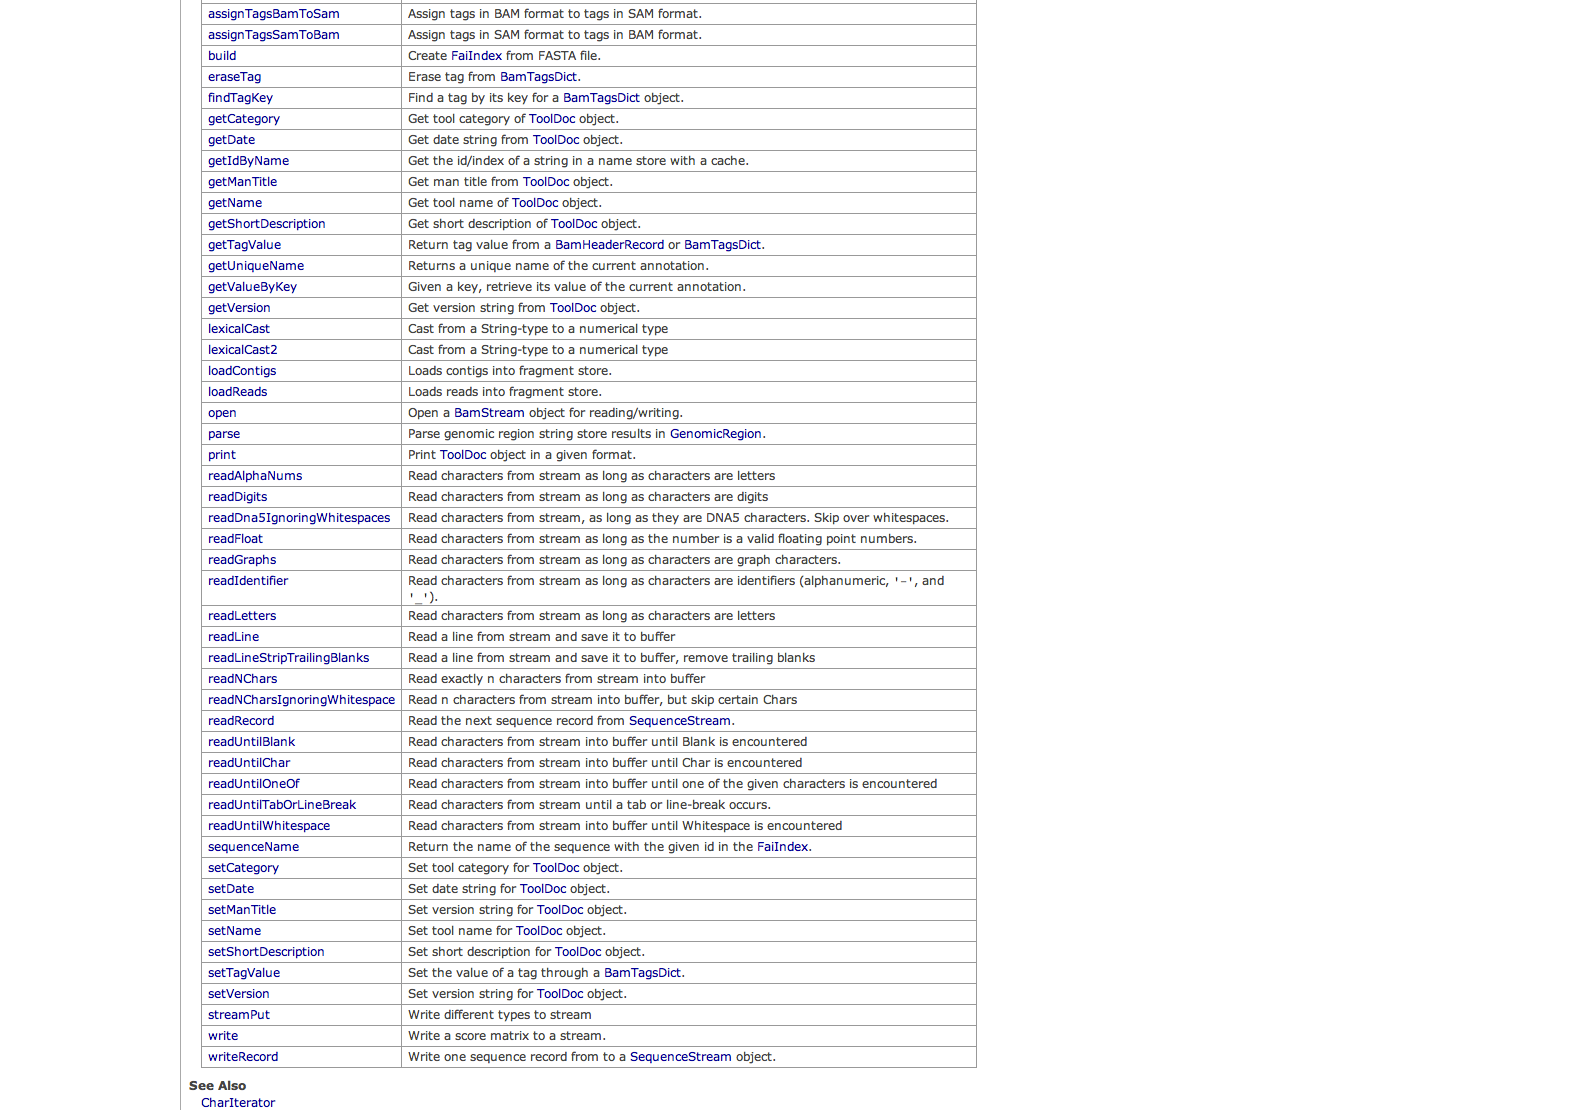 assignTagsBamToSam Assign tags in BAM format to tags in SAM format.
assignTagsSamToBam Assign tags in SAM format to tags in BAM format.
build Create FaiIndex from FASTA file.
eraseTag Erase tag from BamTagsDict.
findTagKey Find a tag by its key for a BamTagsDict object.
getCategory Get tool category of ToolDoc object.
getDate Get date string from ToolDoc object.
getIdByName Get the id/index of a string in a name store with a cache.
getManTitle Get man title from ToolDoc object.
getName Get tool name of ToolDoc object.
getShortDescription Get short description of ToolDoc object.
getTagValue Return tag value from a BamHeaderRecord or BamTagsDict.
getUniqueName Returns a unique name of the current annotation.
getValueByKey Given a key, retrieve its value of the current annotation.
getVersion Get version string from ToolDoc object.
lexicalCast Cast from a String-type to a numerical type
lexicalCast2 Cast from a String-type to a numerical type
loadContigs Loads contigs into fragment store.
loadReads Loads reads into fragment store.
open Open a BamStream object for reading/writing.
parse Parse genomic region string store results in GenomicRegion.
print Print ToolDoc object in a given format.
readAlphaNums Read characters from stream as long as characters are letters
readDigits Read characters from stream as long as characters are digits
readDna5IgnoringWhitespaces Read characters from stream, as long as they are DNA5 characters. Skip over whitespaces.
readFloat Read characters from stream as long as the number is a valid floating point numbers.
readGraphs Read characters from stream as long as characters are graph characters.
readIdentifier Read characters from stream as long as characters are identifiers (alphanumeric, '-', and
'_').
readLetters Read characters from stream as long as characters are letters
readLine Read a line from stream and save it to buffer
readLineStripTrailingBlanks Read a line from stream and save it to buffer, remove trailing blanks
readNChars Read exactly n characters from stream into buffer
readNCharsIgnoringWhitespace Read n characters from stream into buffer, but skip certain Chars
readRecord Read the next sequence record from SequenceStream.
readUntilBlank Read characters from stream into buffer until Blank is encountered
readUntilChar Read characters from stream into buffer until Char is encountered
readUntilOneOf Read characters from stream into buffer until one of the given characters is encountered
readUntilTabOrLineBreak Read characters from stream until a tab or line-break occurs.
readUntilWhitespace Read characters from stream into buffer until Whitespace is encountered
sequenceName Return the name of the sequence with the given id in the FaiIndex.
setCategory Set tool category for ToolDoc object.
setDate Set date string for ToolDoc object.
setManTitle Set version string for ToolDoc object.
setName Set tool name for ToolDoc object.
setShortDescription Set short description for ToolDoc object.
setTagValue Set the value of a tag through a BamTagsDict.
setVersion Set version string for ToolDoc object.
streamPut Write different types to stream
write Write a score matrix to a stream.
writeRecord Write one sequence record from to a SequenceStream object.
See Also
CharIterator